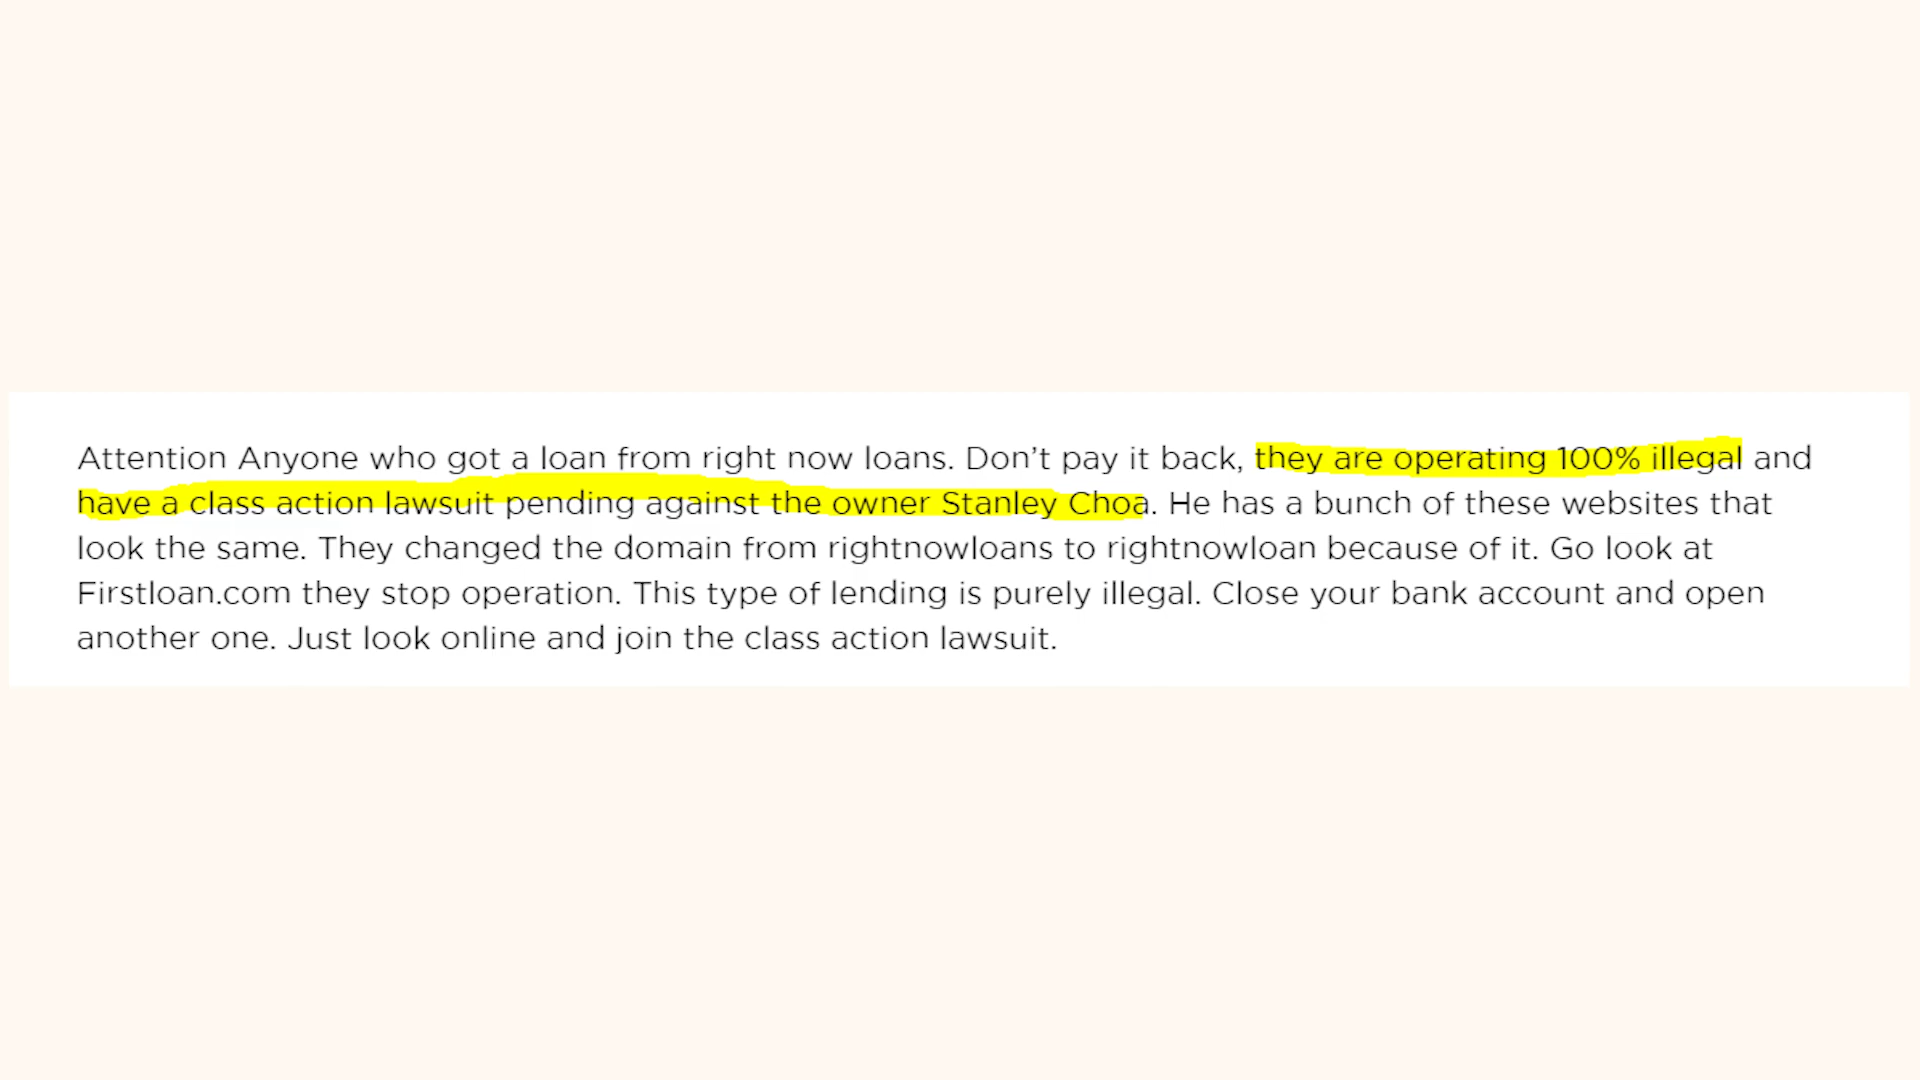 Attention Anyone who got a loan from right now loans. Don’t pay it back, they are operating 100% illegal and
have a class action lawsuit pending against the owner Stanley Choa. He has a bunch of these websites that
look the same. They changed the domain from rightnowloans to rightnowloan because of it. Go look at
Firstloan.com they stop operation. This type of lending is purely illegal. Close your bank account and open
another one. Just look online and join the class action lawsuit.